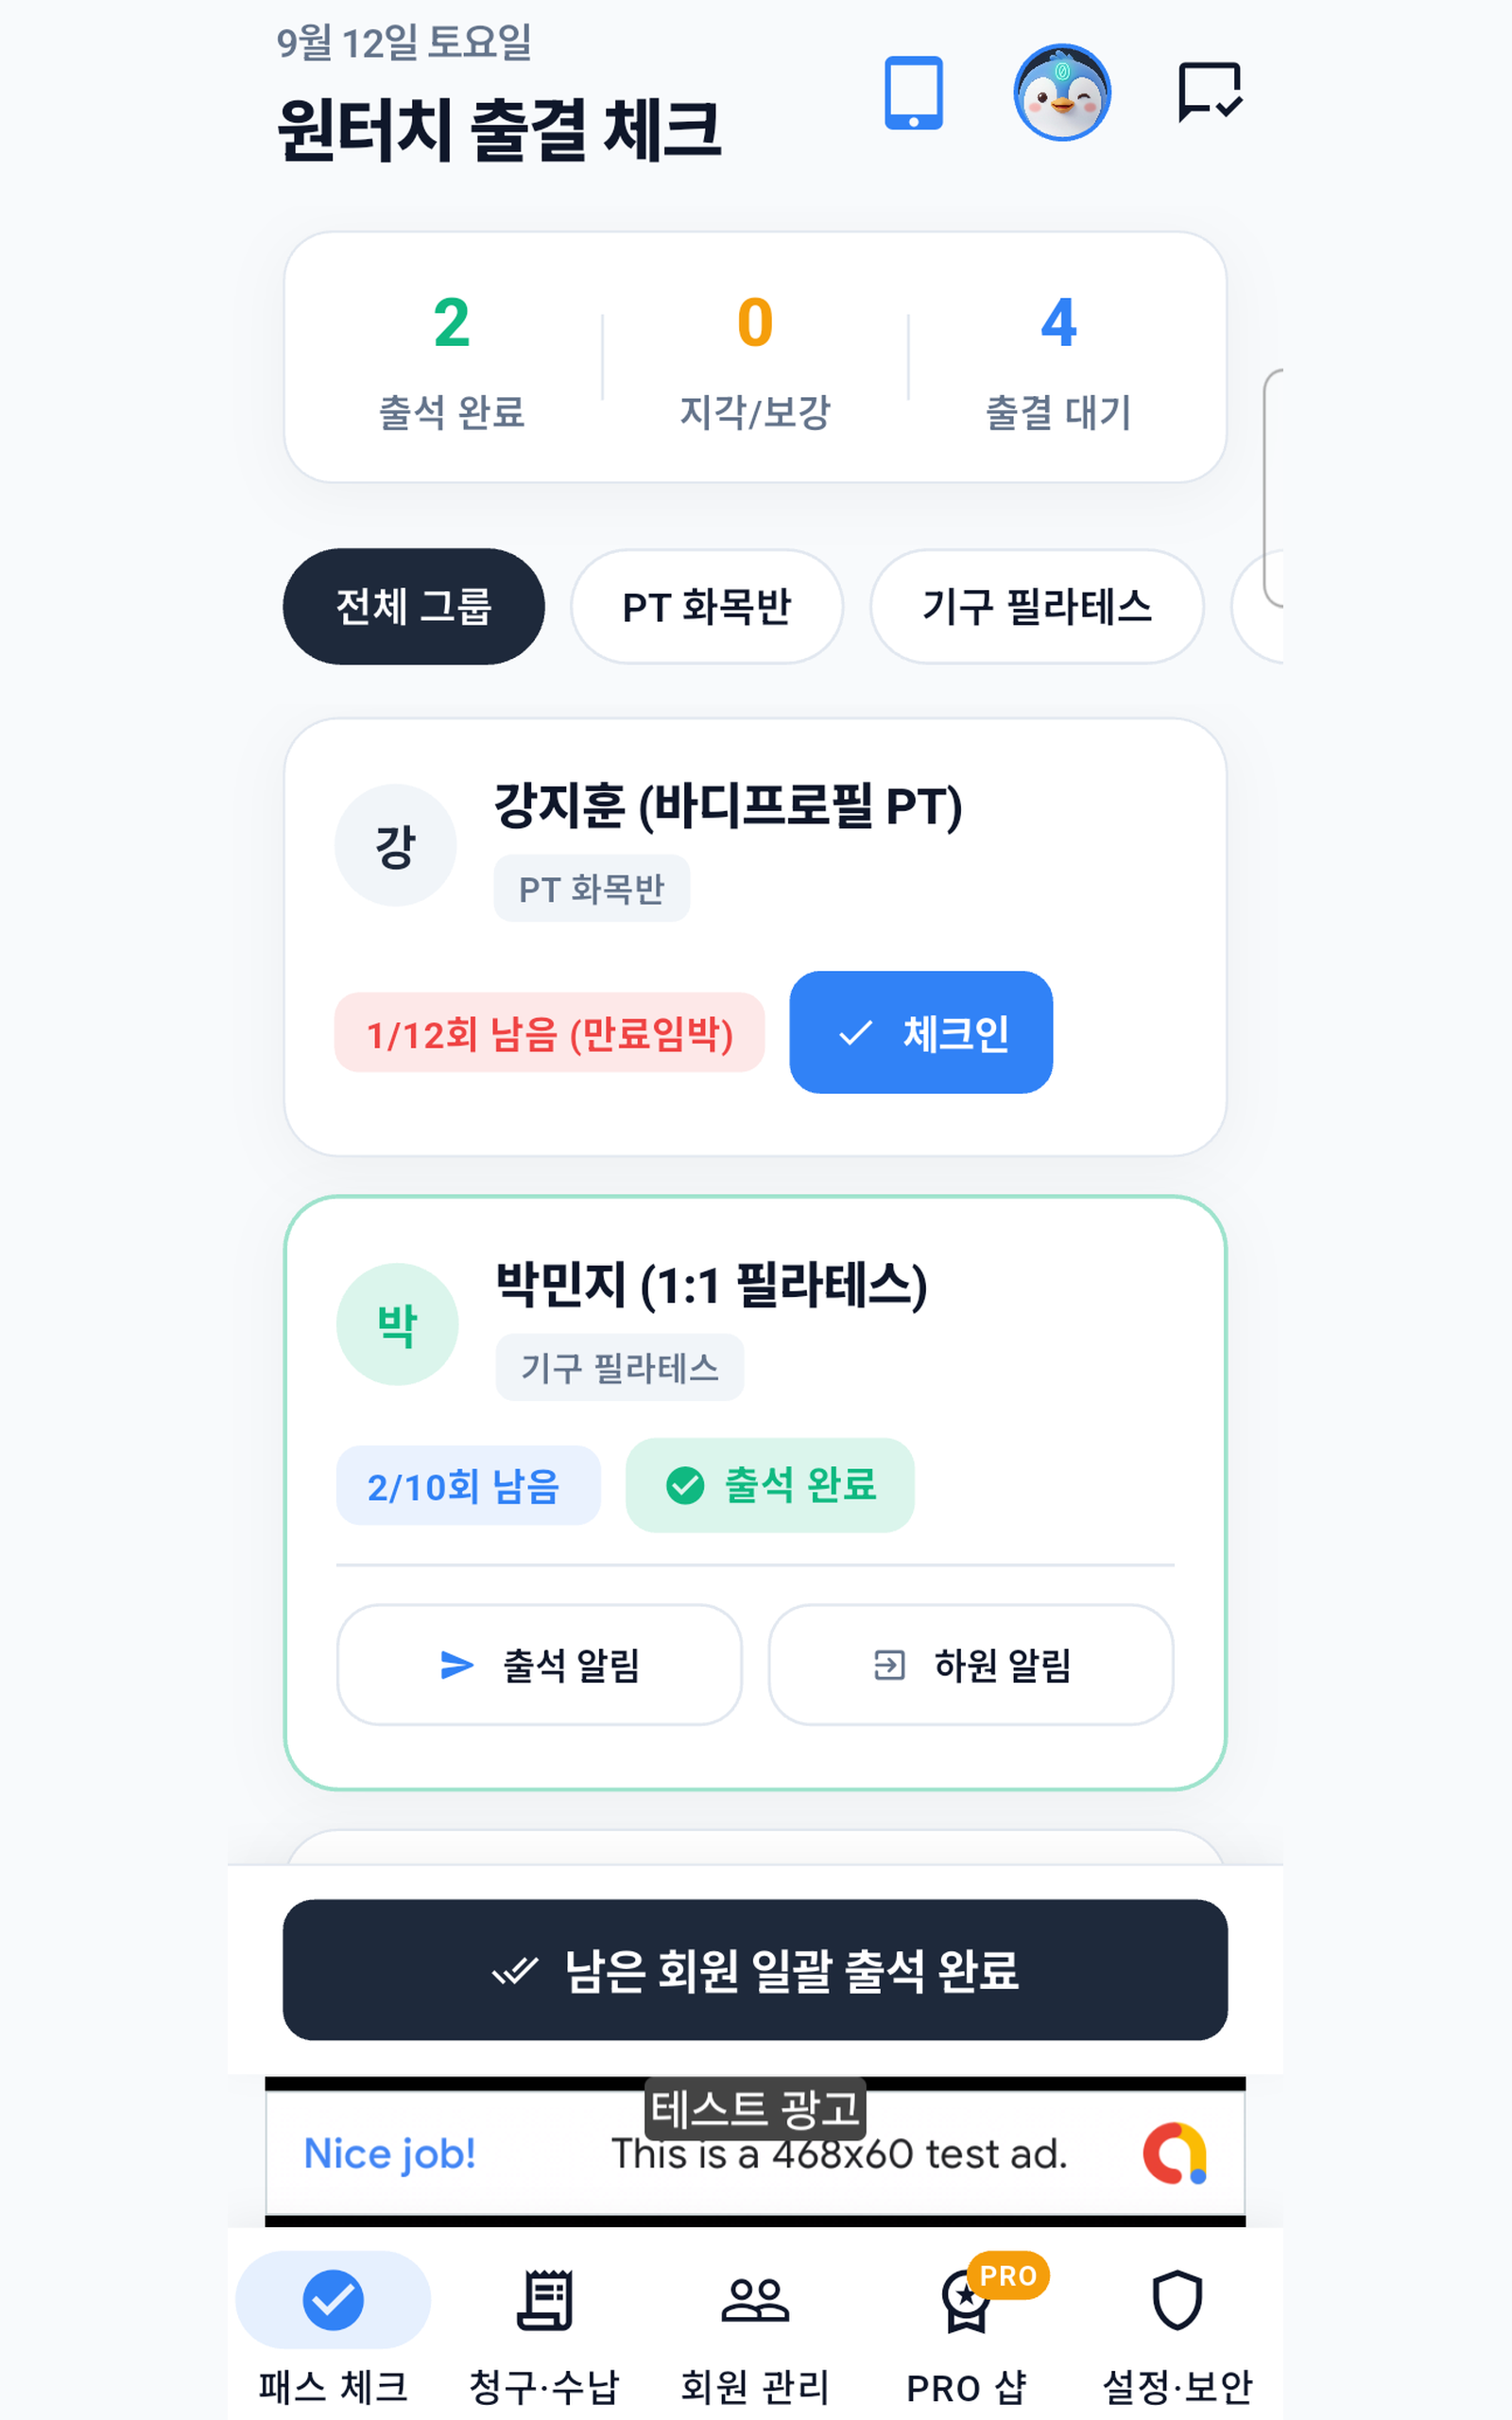 9월 12일 토요일
원터치 출결 체크
2
0
4
출석 완료
지각/보강
출결 대기
전체 그룹
PT 화목반
기구 필라테스
강
강지훈 (바디프로필 PT)
PT 화목반
1/12회 남음 (만료임박)
체크인
박
박민지 (1:1 필라테스)
기구 필라테스
2/10회 남음
출석 완료
출석 알림
하원 알림
남은 회원 일괄 출석 완료
테스트 광고
Nice job!
This is a 468x60 test ad.
PRO
패스 체크
청구·수납
회원 관리
PRO 샵
설정·보안